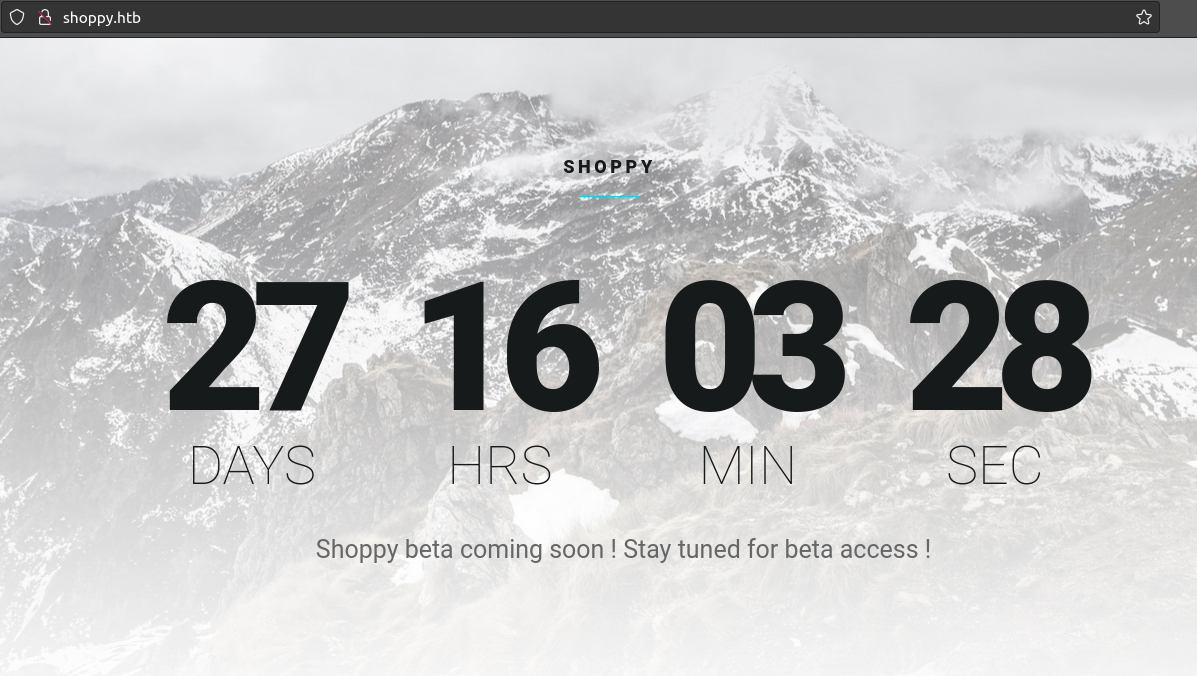 shoppy.htb
SHOPPY
27 16 03 28
DAYS HRS MIN SEC
Shoppy beta coming soon ! Stay tuned for beta access !